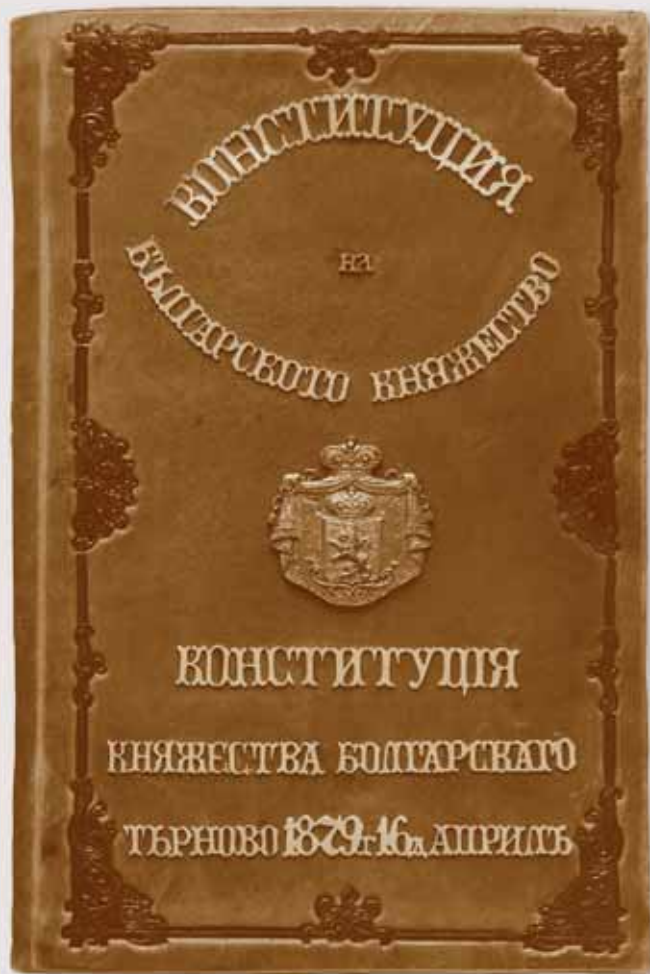 КОНСТИТУЦИЯ
на
БЪЛГАРСКОТО КНЯЖЕСТВО
КОНСТИТУЦІЯ
КНЯЖЕСТВА БОЛГАРСКАГО
ТЪРНОВО 1879 г 16 д АПРИЛЪ